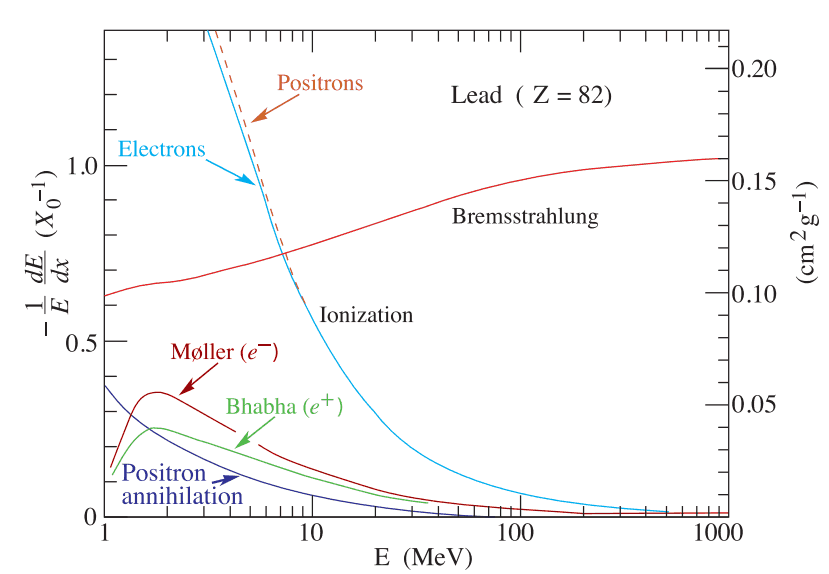 Positrons
Lead ( Z = 82)
Electrons
Bremsstrahlung
Ionization
Møller (e−)
Bhabha (e+)
Positron
annihilation
− 1/E dE/dx (X0−1)
1.0
0.5
0
0.20
0.15
0.10
0.05
(cm2 g−1)
1 10 100 1000
E (MeV)